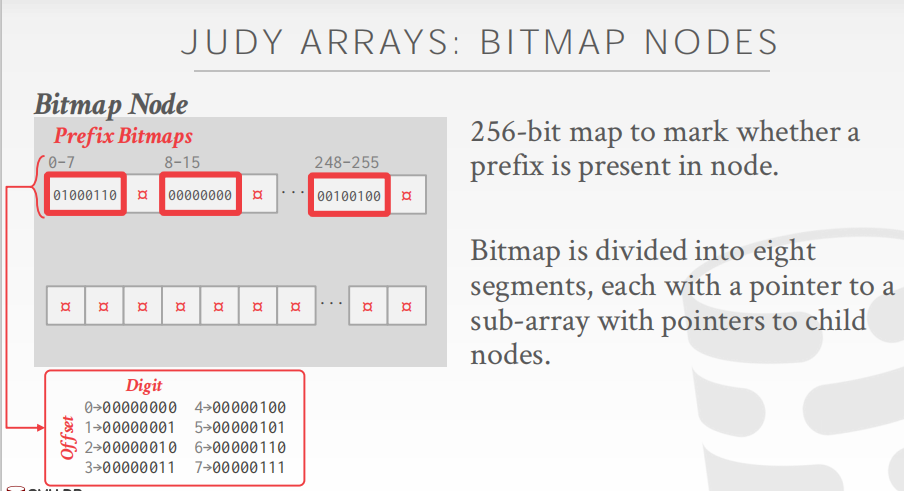 JUDY ARRAYS: BITMAP NODES
Bitmap Node
Prefix Bitmaps
0-7 8-15 248-255
01000110 ¤ 00000000 ¤ ··· 00100100 ¤
¤ ¤ ¤ ¤ ¤ ¤ ¤ ··· ¤ ¤
Digit
Offset
0→00000000 4→00000100
1→00000001 5→00000101
2→00000010 6→00000110
3→00000011 7→00000111
256-bit map to mark whether a
prefix is present in node.
Bitmap is divided into eight
segments, each with a pointer to a
sub-array with pointers to child
nodes.